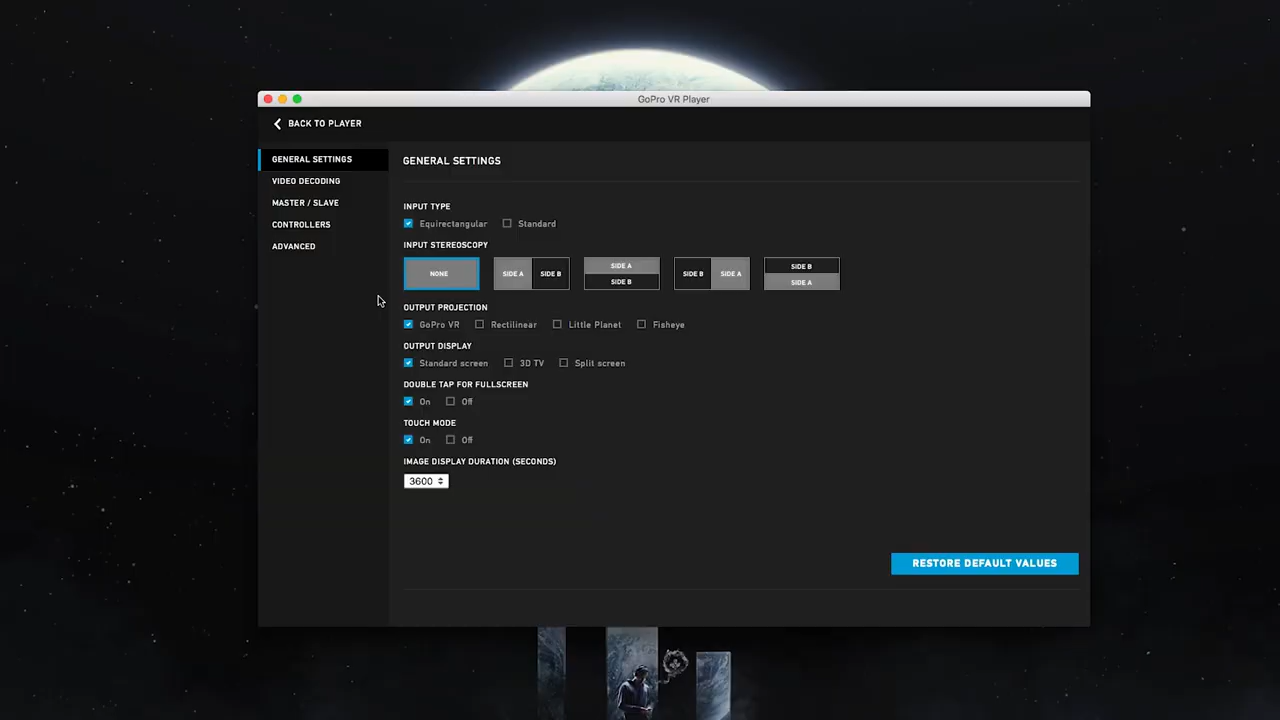 GoPro VR Player
BACK TO PLAYER
GENERAL SETTINGS
VIDEO DECODING
MASTER / SLAVE
CONTROLLERS
ADVANCED
GENERAL SETTINGS
INPUT TYPE
Equirectangular Standard
INPUT STEREOSCOPY
NONE
SIDE A SIDE B
SIDE A
SIDE B
SIDE B SIDE A
SIDE B
SIDE A
OUTPUT PROJECTION
GoPro VR Rectilinear Little Planet Fisheye
OUTPUT DISPLAY
Standard screen 3D TV Split screen
DOUBLE TAP FOR FULLSCREEN
On Off
TOUCH MODE
On Off
IMAGE DISPLAY DURATION (SECONDS)
3600
RESTORE DEFAULT VALUES